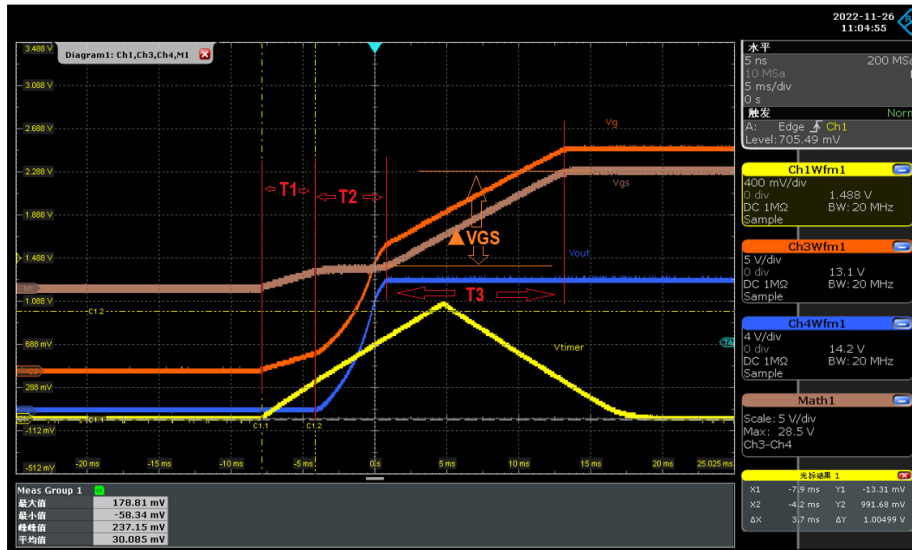 2022-11-26
11:04:55
Diagram1: Ch1,Ch3,Ch4,M1
3.488 V
3.088 V
2.688 V
2.288 V
1.888 V
1.488 V
1.088 V
688 mV
288 mV
-112 mV
-512 mV
Vg
Vgs
T1
T2
VGS
Vout
T3
M1
C1.2
Vtimer
TA
C1.1
C1.1
C1.2
-20 ms
-15 ms
-10 ms
-5 ms
0 s
5 ms
10 ms
15 ms
20 ms
25.025 ms
水平
5 ns 200 MSa
10 MSa
5 ms/div
0 s
触发 Norm
A: Edge Ch1
Level: 705.49 mV
Ch1Wfm1
400 mV/div
0 div 1.488 V
DC 1MΩ BW: 20 MHz
Sample
Ch3Wfm1
5 V/div
0 div 13.1 V
DC 1MΩ BW: 20 MHz
Sample
Ch4Wfm1
4 V/div
0 div 14.2 V
DC 1MΩ BW: 20 MHz
Sample
Math1
Scale: 5 V/div
Max: 28.5 V
Ch3-Ch4
光标结果 1
X1 -7.9 ms Y1 -13.31 mV
X2 -4.2 ms Y2 991.68 mV
ΔX 3.7 ms ΔY 1.00499 V
Meas Group 1
最大值 178.81 mV
最小值 -58.34 mV
峰峰值 237.15 mV
平均值 30.085 mV